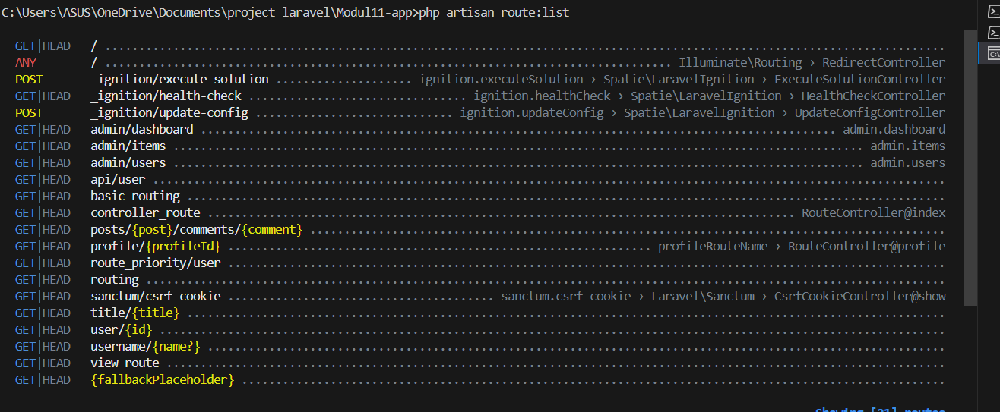 C:\Users\ASUS\OneDrive\Documents\project laravel\Modul11-app>php artisan route:list
GET|HEAD / ..........
ANY / .......... Illuminate\Routing › RedirectController
POST _ignition/execute-solution .......... ignition.executeSolution › Spatie\LaravelIgnition › ExecuteSolutionController
GET|HEAD _ignition/health-check .......... ignition.healthCheck › Spatie\LaravelIgnition › HealthCheckController
POST _ignition/update-config .......... ignition.updateConfig › Spatie\LaravelIgnition › UpdateConfigController
GET|HEAD admin/dashboard .......... admin.dashboard
GET|HEAD admin/items .......... admin.items
GET|HEAD admin/users .......... admin.users
GET|HEAD api/user ..........
GET|HEAD basic_routing ..........
GET|HEAD controller_route .......... RouteController@index
GET|HEAD posts/{post}/comments/{comment} ..........
GET|HEAD profile/{profileId} .......... profileRouteName › RouteController@profile
GET|HEAD route_priority/user ..........
GET|HEAD routing ..........
GET|HEAD sanctum/csrf-cookie .......... sanctum.csrf-cookie › Laravel\Sanctum › CsrfCookieController@show
GET|HEAD title/{title} ..........
GET|HEAD user/{id} ..........
GET|HEAD username/{name?} ..........
GET|HEAD view_route ..........
GET|HEAD {fallbackPlaceholder} ..........
Showing [21] routes